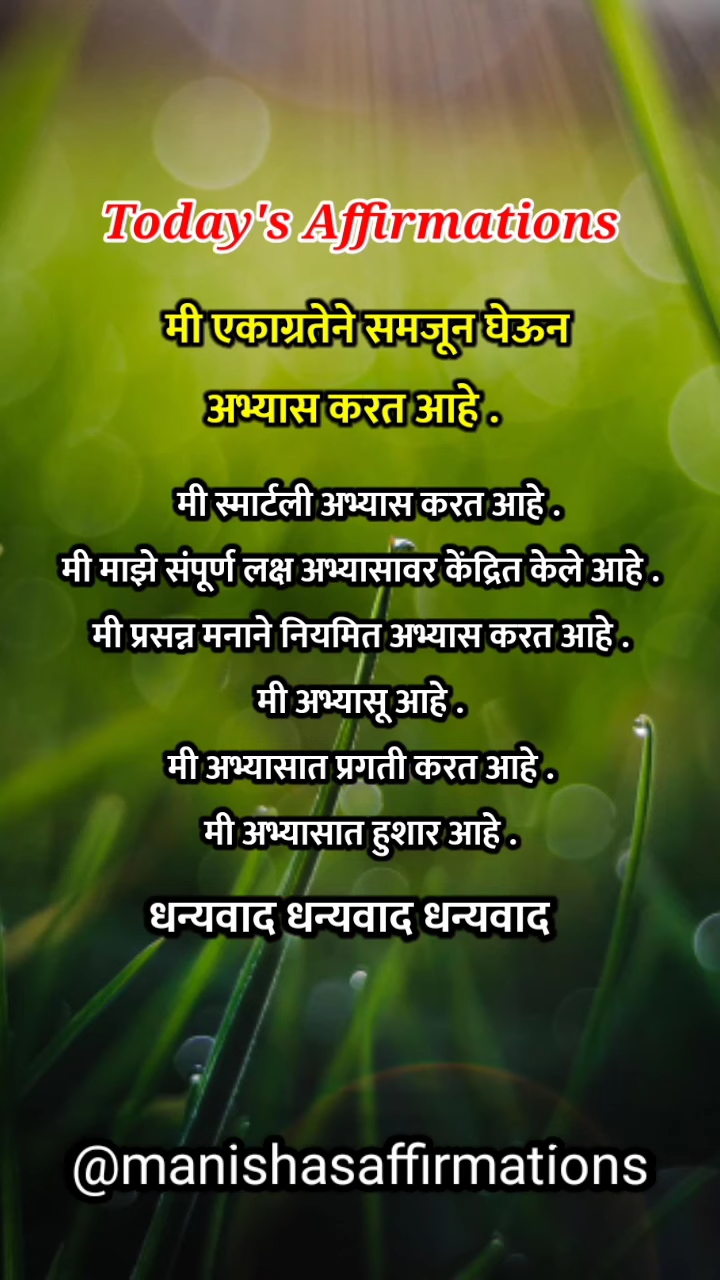 Today's Affirmations
मी एकाग्रतेने समजून घेऊन
अभ्यास करत आहे .
मी स्मार्टली अभ्यास करत आहे .
मी माझे संपूर्ण लक्ष अभ्यासावर केंद्रित केले आहे .
मी प्रसन्न मनाने नियमित अभ्यास करत आहे .
मी अभ्यासू आहे .
मी अभ्यासात प्रगती करत आहे .
मी अभ्यासात हुशार आहे .
धन्यवाद धन्यवाद धन्यवाद
@manishasaffirmations